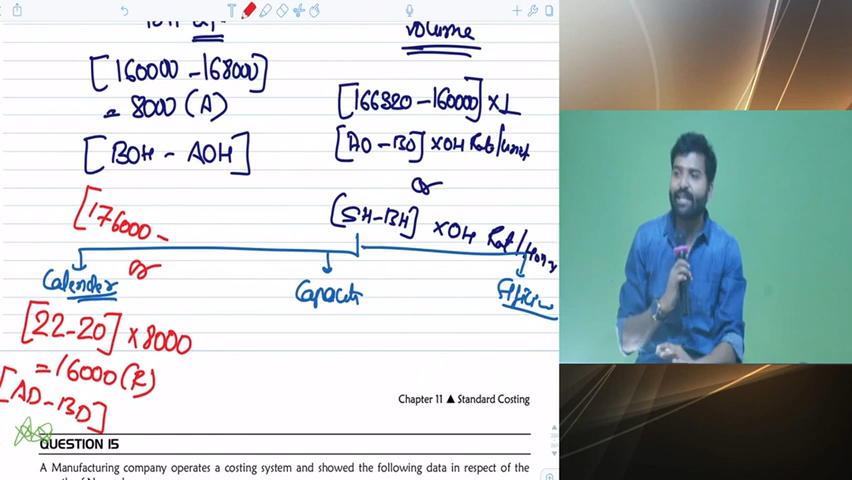 volume
[160000 - 168000]
= 8000 (A)
[BOH - AOH]
[166320 - 160000] × 1
[AO - BO] × OH Rate/unit
or
[SH - BH] × OH Rat/Hour
[176000 -
or
Calender
Capacity
[22 - 20] × 8000
= 16000 (F)
[AD - BD]
Chapter 11 ▲ Standard Costing
QUESTION 15
A Manufacturing company operates a costing system and showed the following data in respect of the